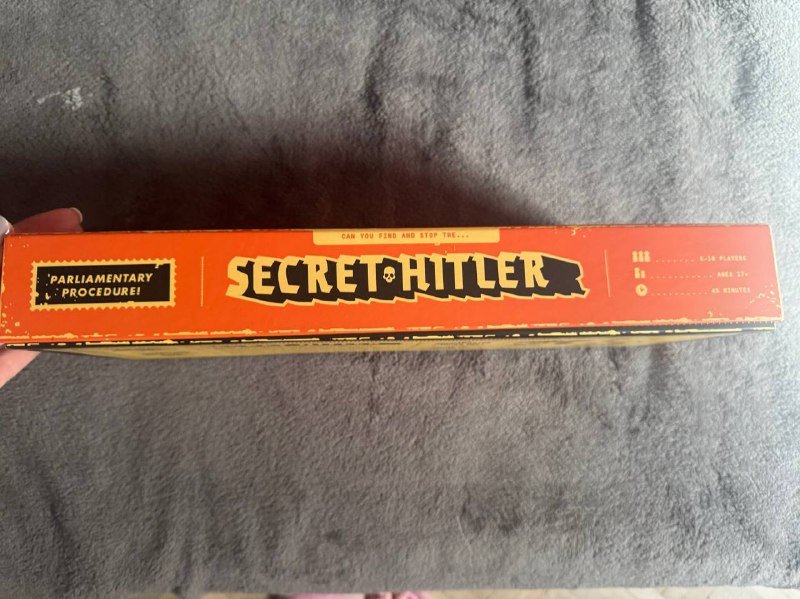 CAN YOU FIND AND STOP THE...
PARLIAMENTARY
PROCEDURE!
SECRET HITLER
5-10 PLAYERS
AGES 17+
45 MINUTES